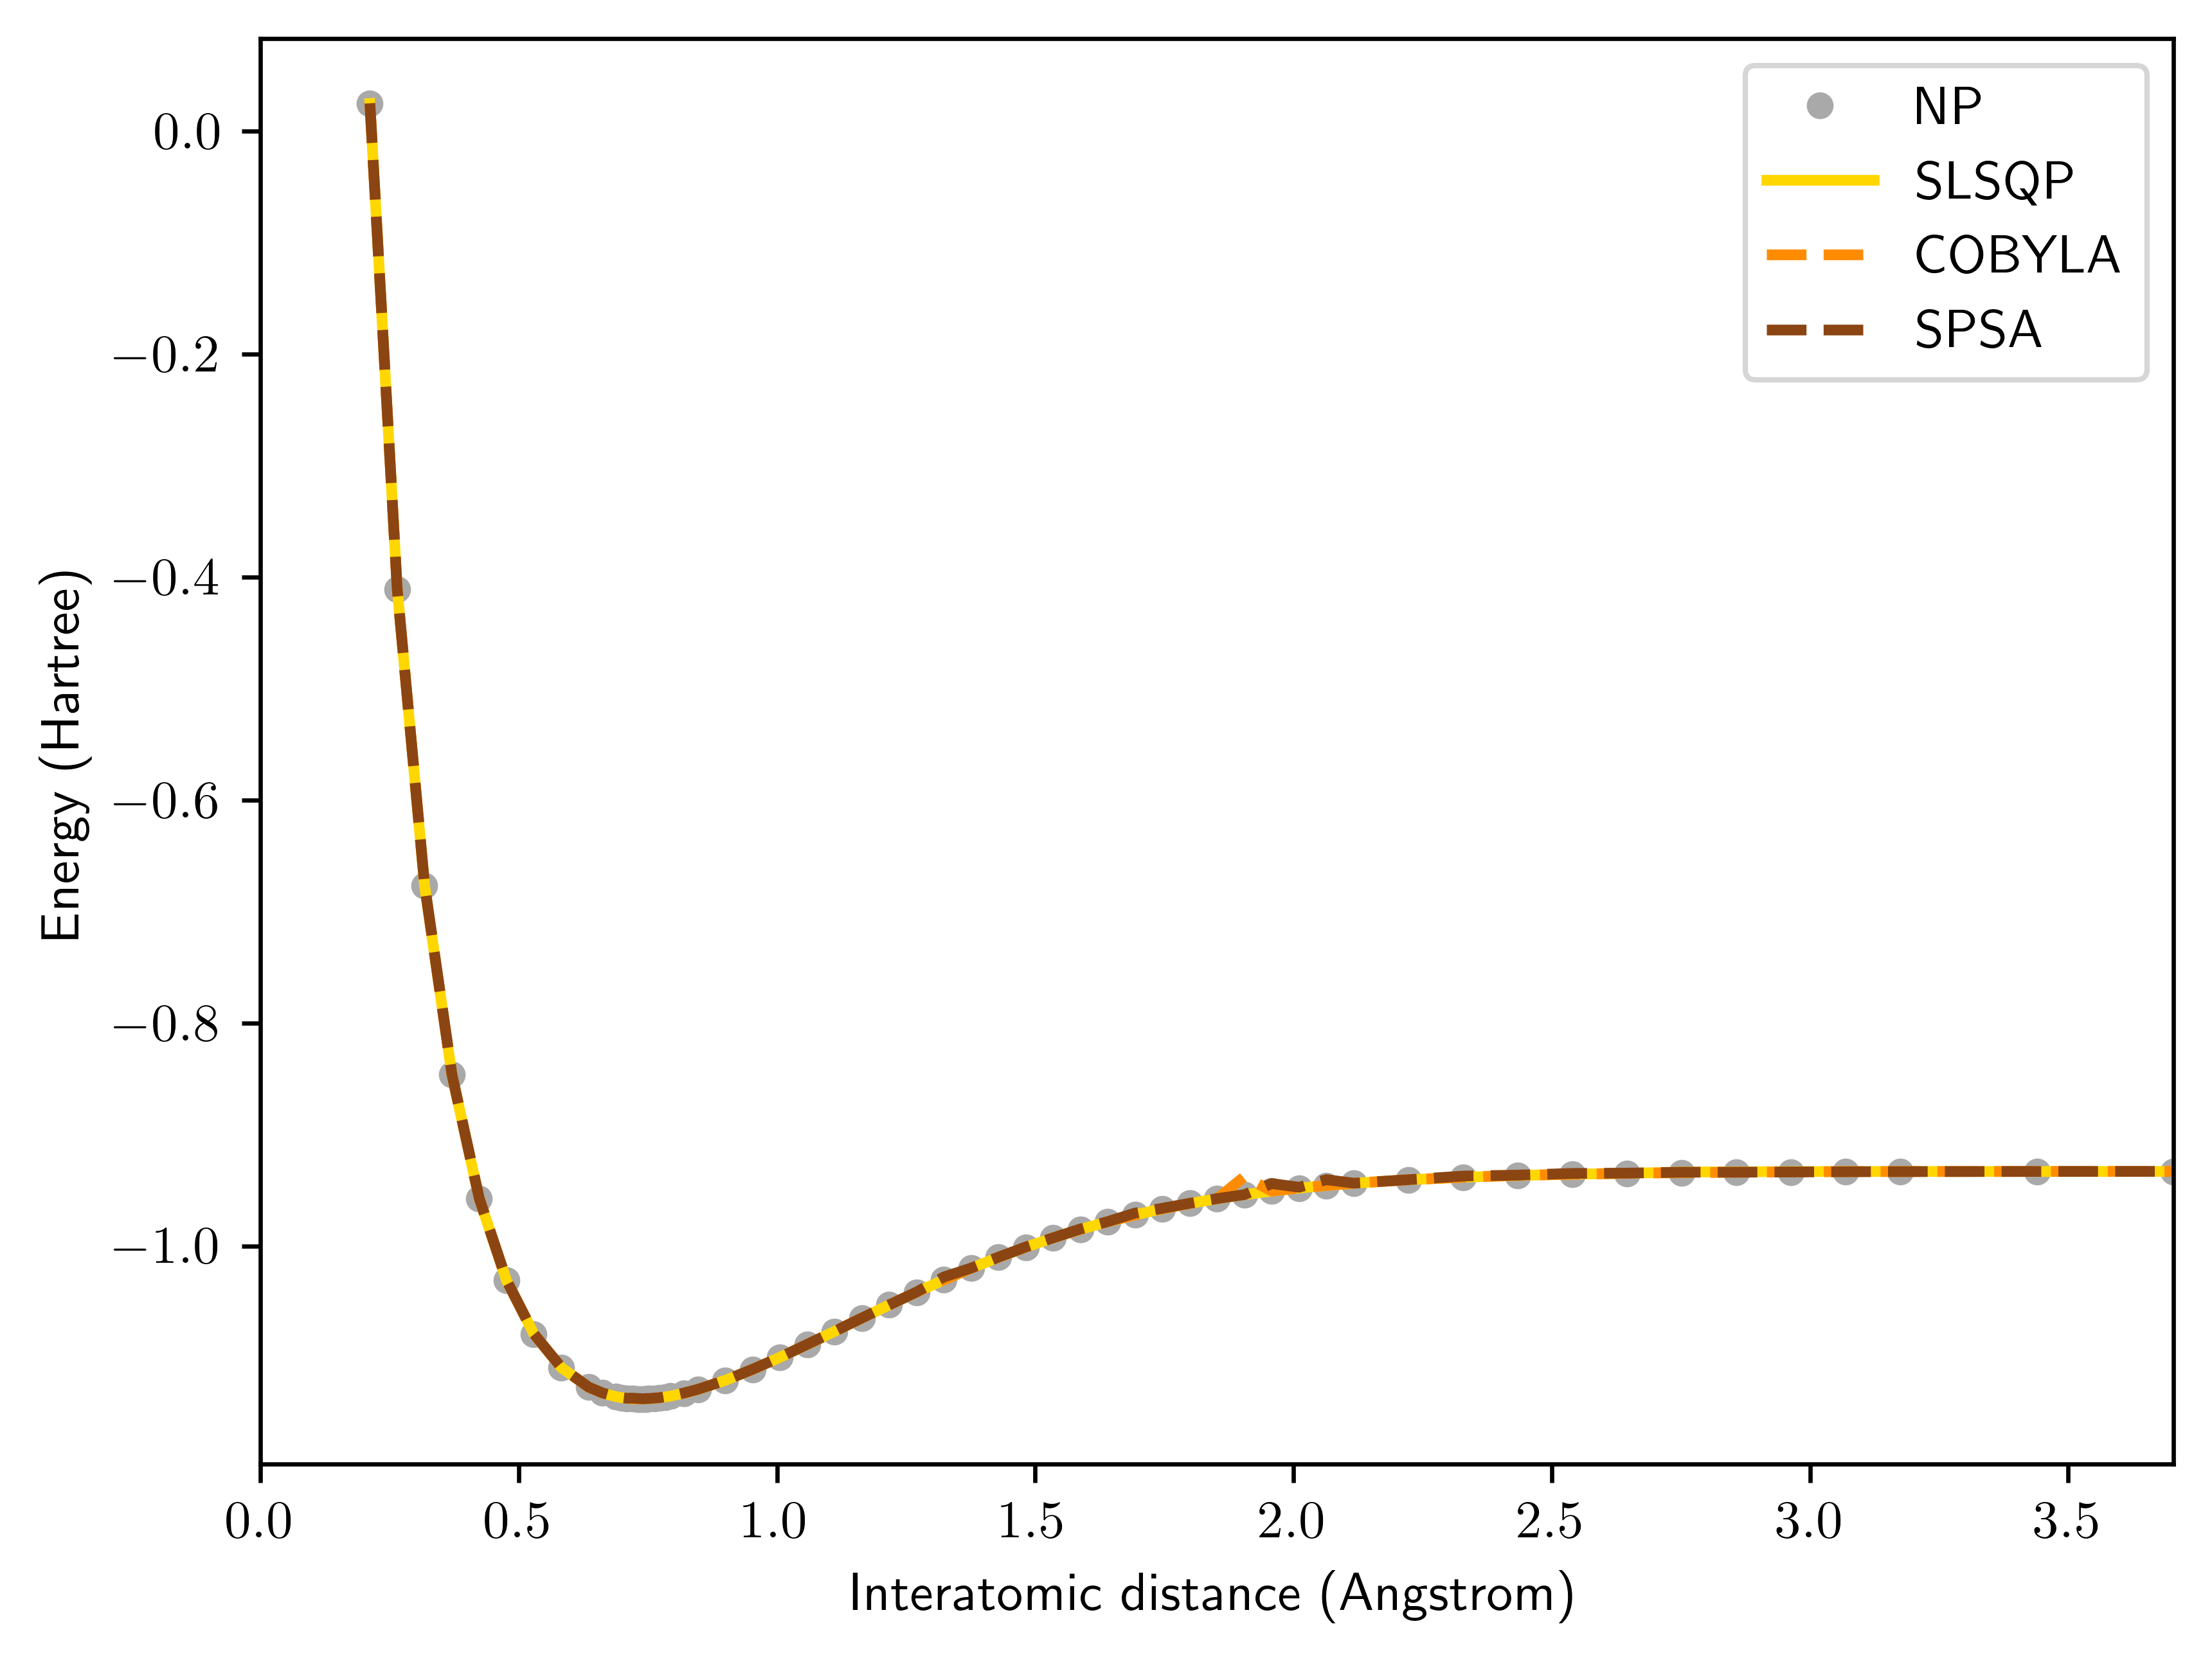 NP
SLSQP
COBYLA
SPSA
0.0
−0.2
−0.4
−0.6
−0.8
−1.0
Energy (Hartree)
0.0 0.5 1.0 1.5 2.0 2.5 3.0 3.5
Interatomic distance (Angstrom)